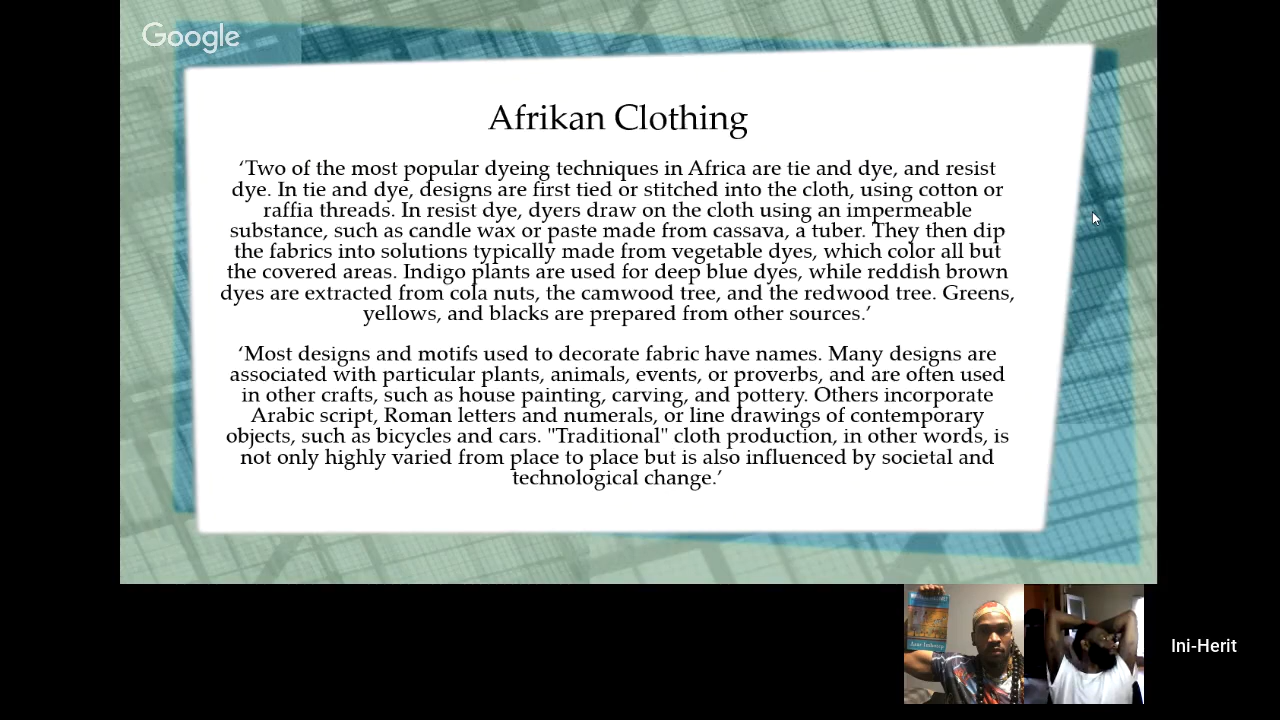 Google
Afrikan Clothing
‘Two of the most popular dyeing techniques in Africa are tie and dye, and resist
dye. In tie and dye, designs are first tied or stitched into the cloth, using cotton or
raffia threads. In resist dye, dyers draw on the cloth using an impermeable
substance, such as candle wax or paste made from cassava, a tuber. They then dip
the fabrics into solutions typically made from vegetable dyes, which color all but
the covered areas. Indigo plants are used for deep blue dyes, while reddish brown
dyes are extracted from cola nuts, the camwood tree, and the redwood tree. Greens,
yellows, and blacks are prepared from other sources.’
‘Most designs and motifs used to decorate fabric have names. Many designs are
associated with particular plants, animals, events, or proverbs, and are often used
in other crafts, such as house painting, carving, and pottery. Others incorporate
Arabic script, Roman letters and numerals, or line drawings of contemporary
objects, such as bicycles and cars. "Traditional" cloth production, in other words, is
not only highly varied from place to place but is also influenced by societal and
technological change.’
Ini-Herit